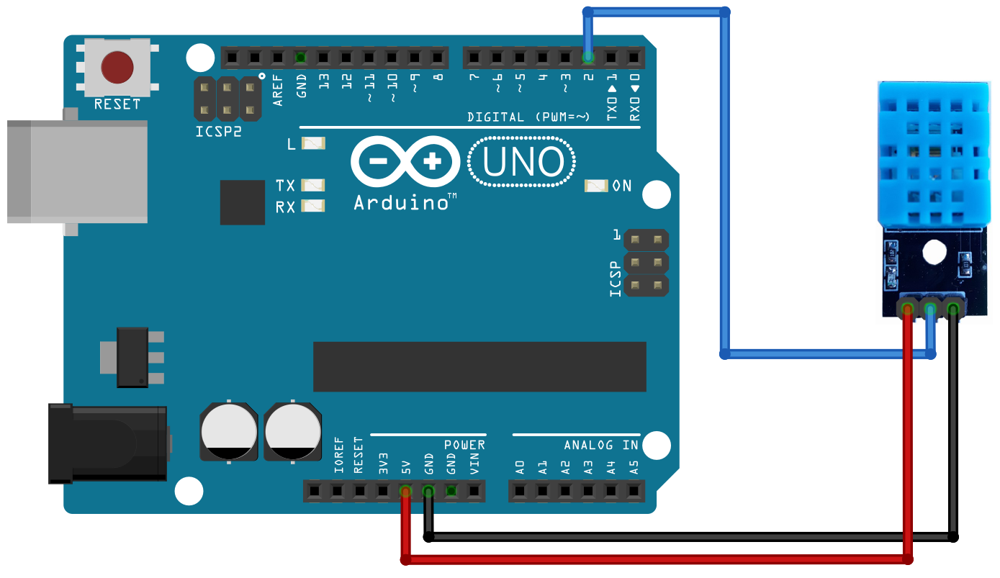 RESET
ICSP2
AREF
GND
13
12
~11
~10
~9
8
7
~6
~5
4
~3
2
TX0▶1
RX0◀0
DIGITAL (PWM=~)
L
TX
RX
UNO
Arduino™
ON
1
ICSP
POWER
ANALOG IN
IOREF
RESET
3V3
5V
GND
GND
VIN
A0
A1
A2
A3
A4
A5